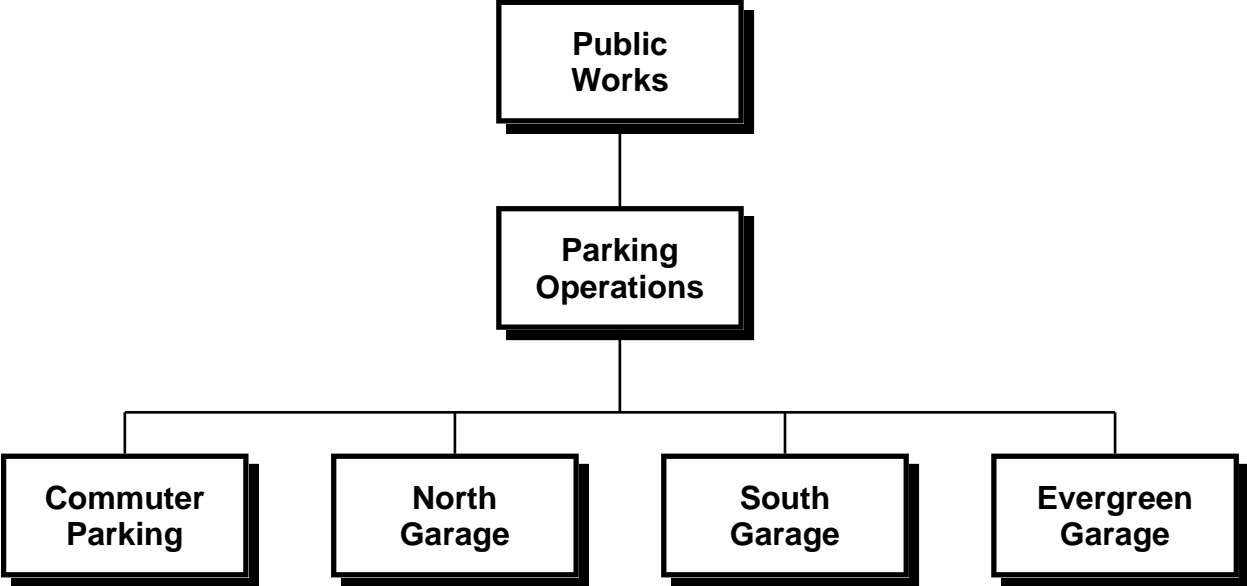 Public
Works
Parking
Operations
Commuter
Parking
North
Garage
South
Garage
Evergreen
Garage